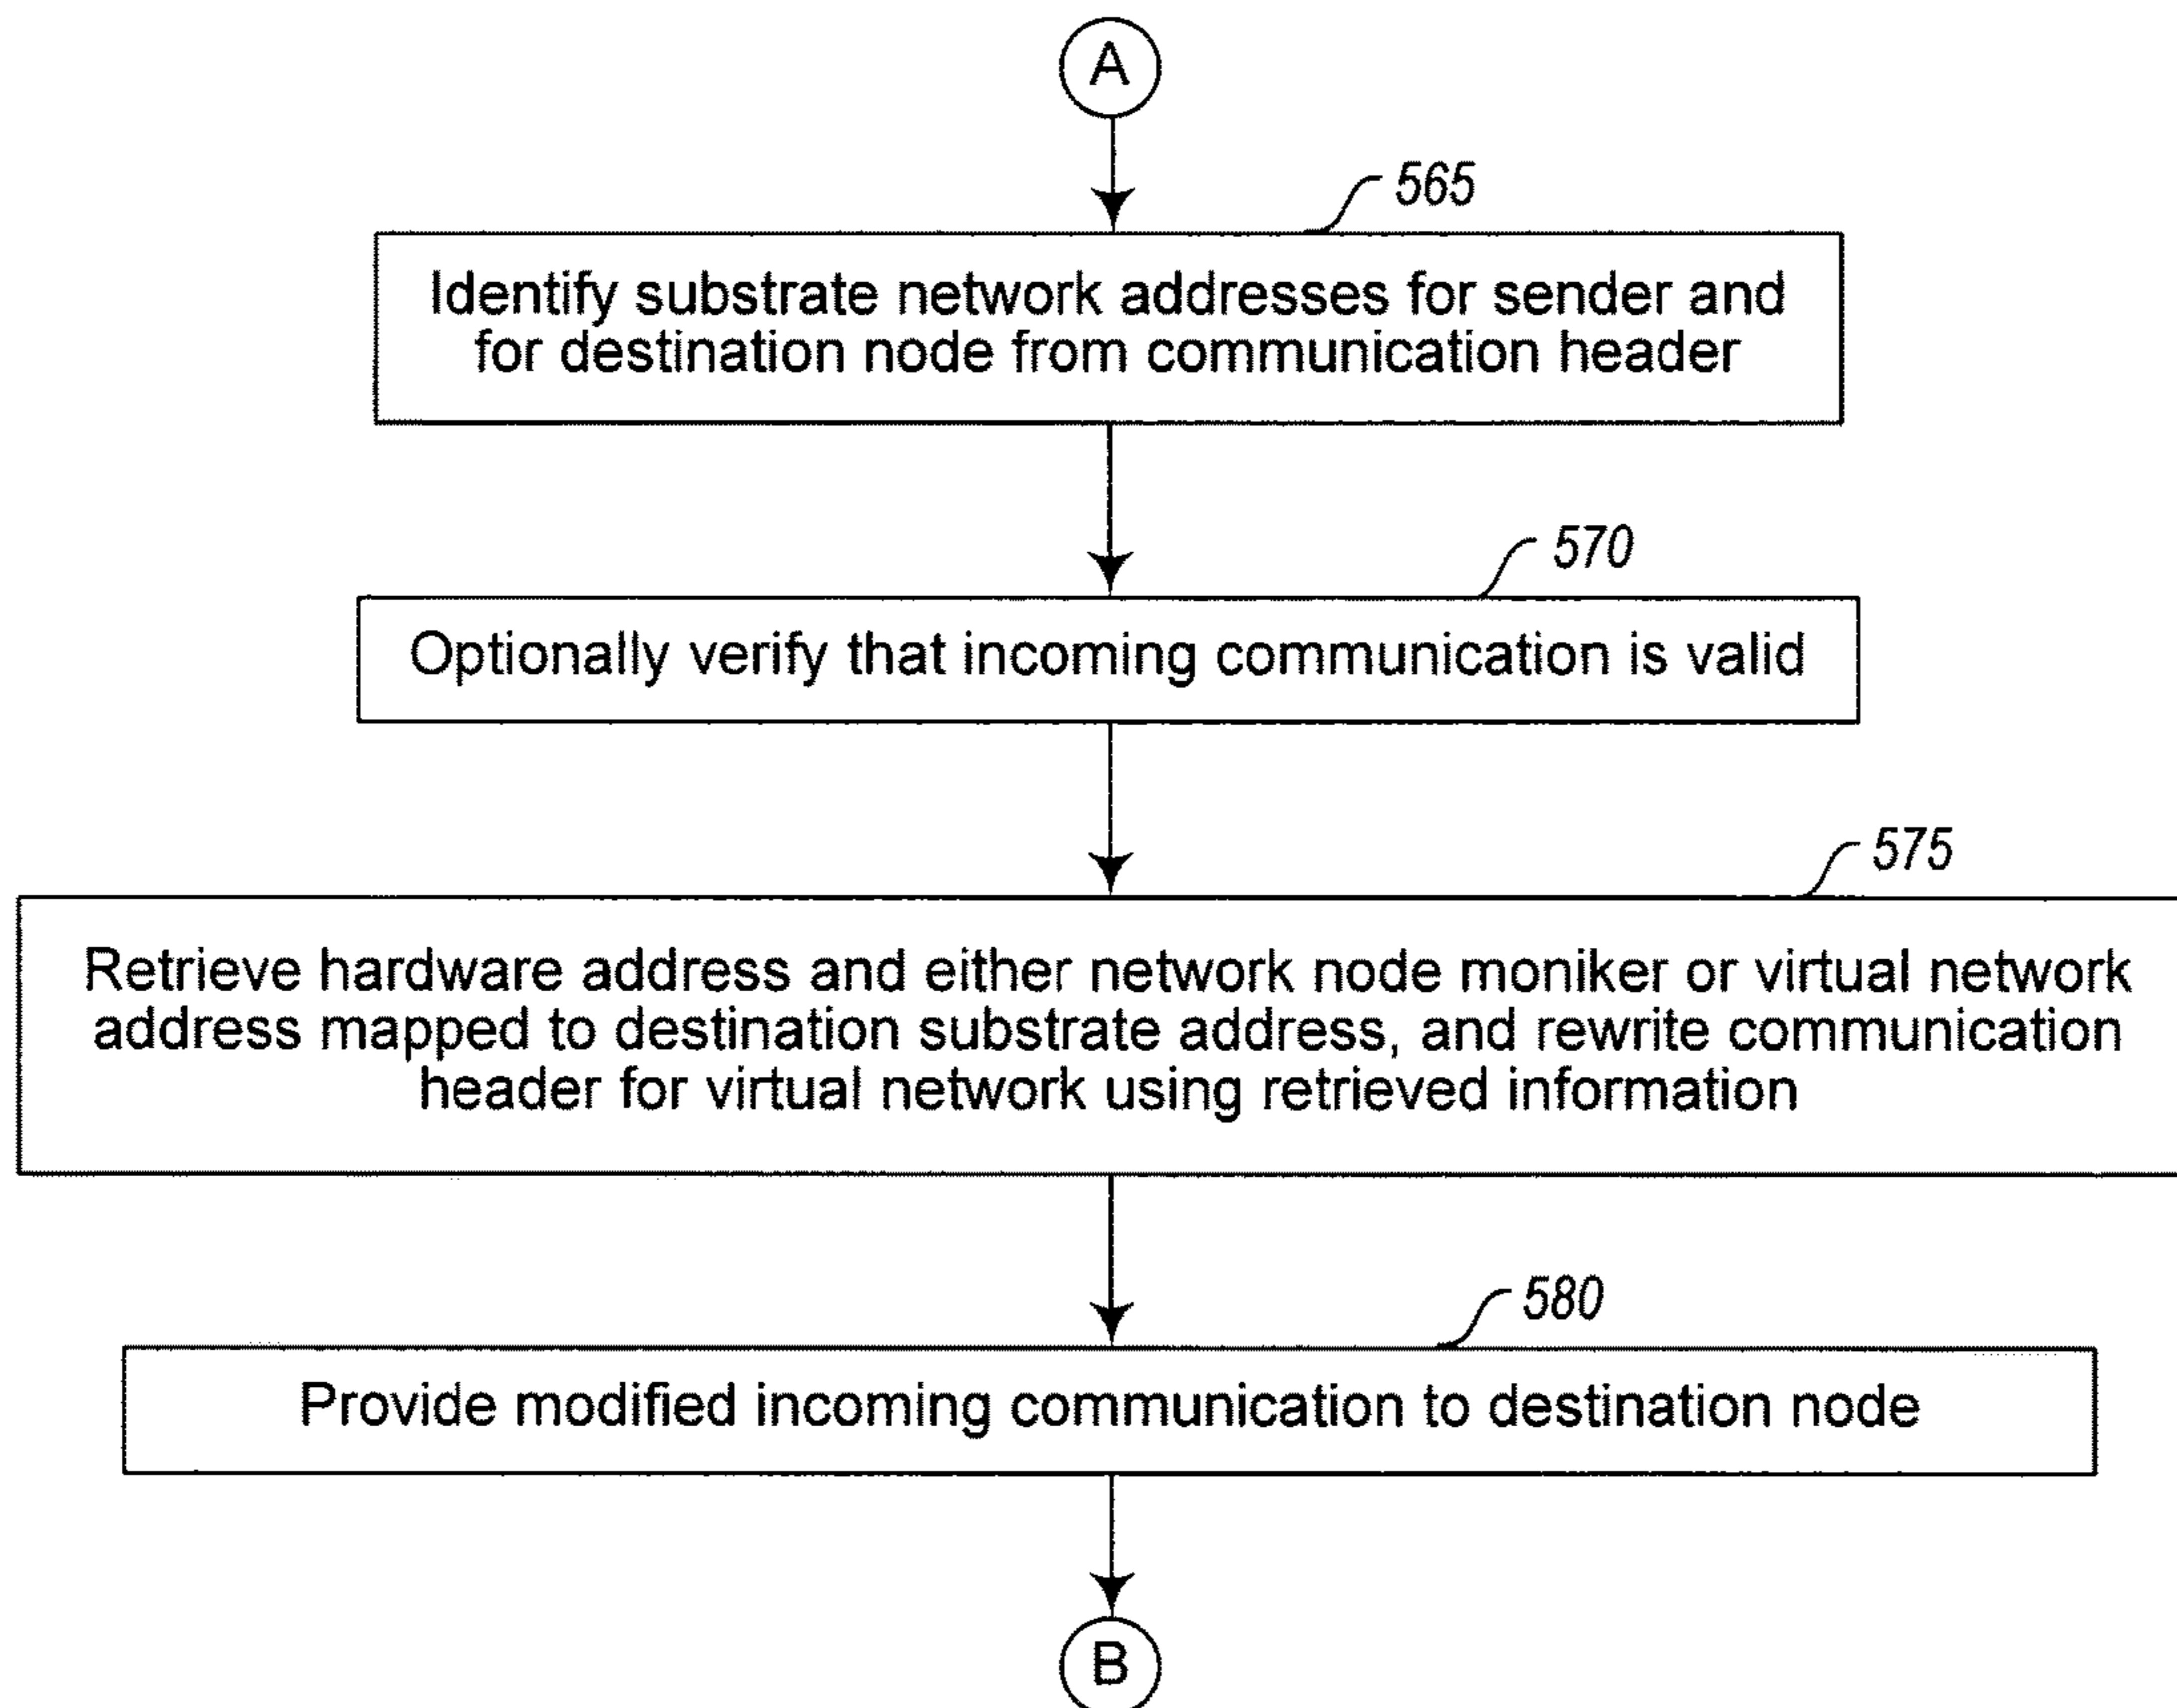 A
565
Identify substrate network addresses for sender and
for destination node from communication header
570
Optionally verify that incoming communication is valid
575
Retrieve hardware address and either network node moniker or virtual network
address mapped to destination substrate address, and rewrite communication
header for virtual network using retrieved information
580
Provide modified incoming communication to destination node
B